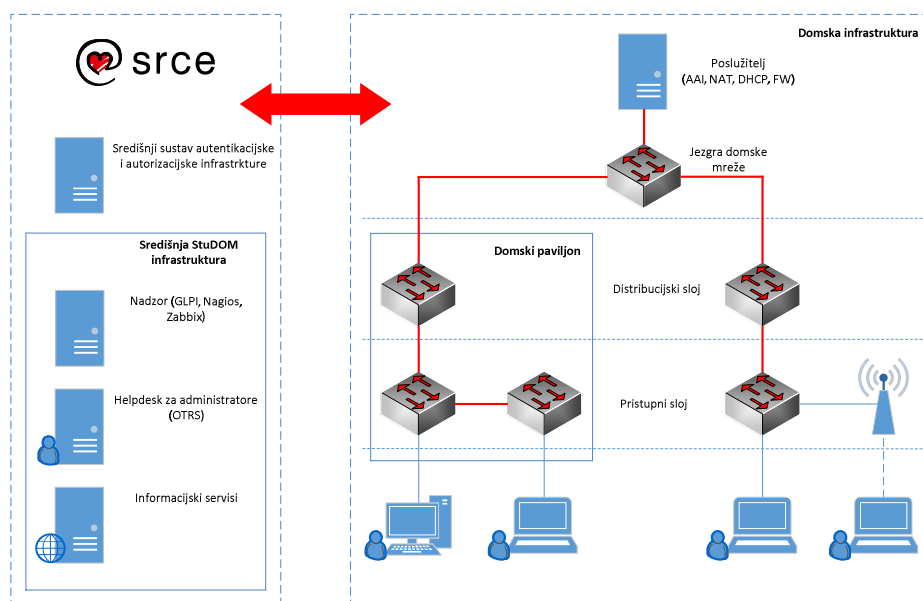 srce
Središnji sustav autentikacijske
i autorizacijske infrastrkture
Središnja StuDOM
infrastruktura
Nadzor (GLPI, Nagios,
Zabbix)
Helpdesk za administratore
(OTRS)
Informacijski servisi
Domska infrastruktura
Poslužitelj
(AAI, NAT, DHCP, FW)
Jezgra domske
mreže
Domski paviljon
Distribucijski sloj
Pristupni sloj